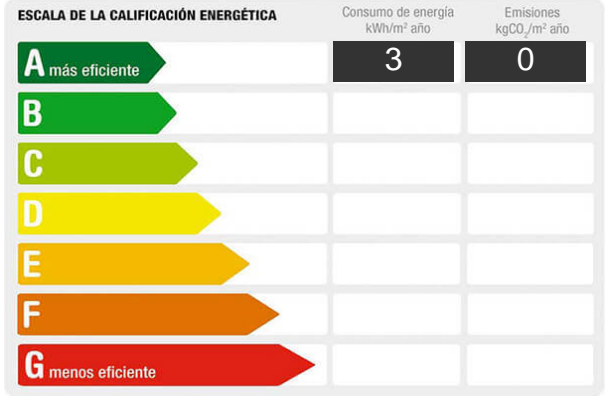 ESCALA DE LA CALIFICACIÓN ENERGÉTICA
Consumo de energía
kWh/m² año
Emisiones
kgCO₂/m² año
A más eficiente
3
0
B
C
D
E
F
G menos eficiente